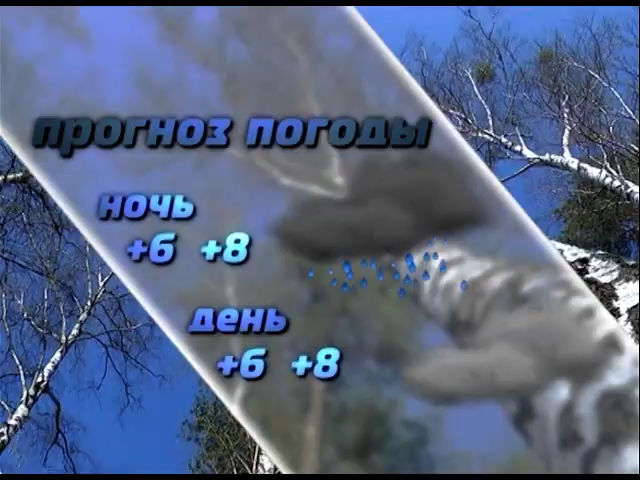 прогноз погоды
ночь
+6 +8
день
+6 +8